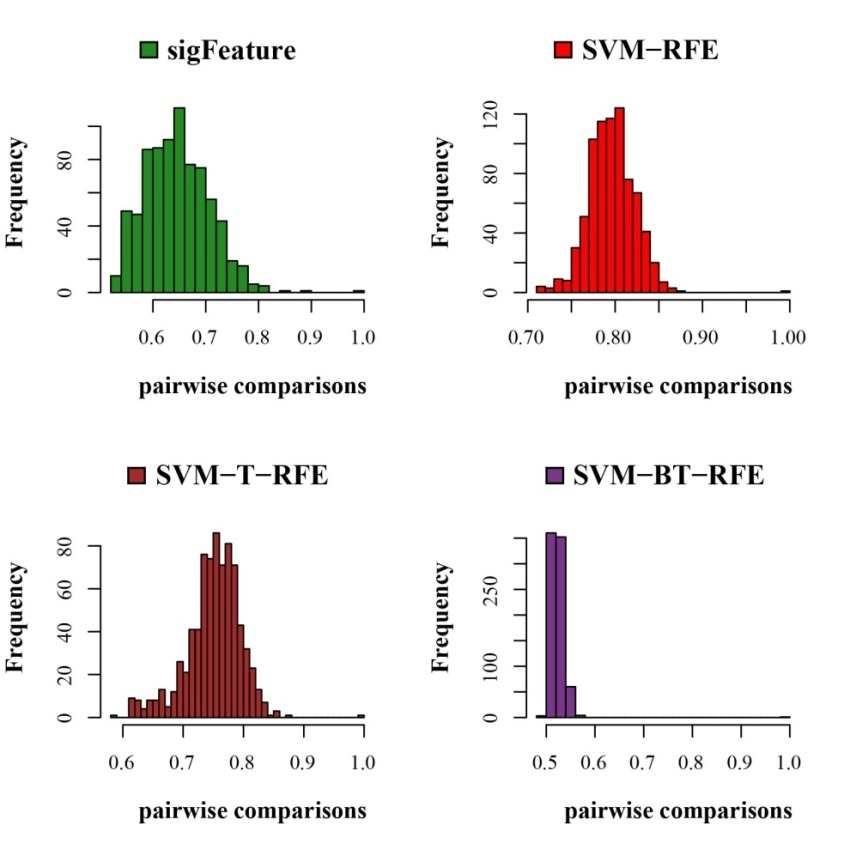 sigFeature
Frequency
0 40 80
0.6 0.7 0.8 0.9 1.0
pairwise comparisons
SVM−RFE
Frequency
0 40 80 120
0.70 0.80 0.90 1.00
pairwise comparisons
SVM−T−RFE
Frequency
0 20 40 60 80
0.6 0.7 0.8 0.9 1.0
pairwise comparisons
SVM−BT−RFE
Frequency
0 100 250
0.5 0.6 0.7 0.8 0.9 1.0
pairwise comparisons